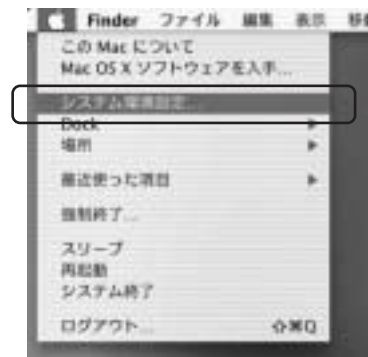 Finder ファイル 編集 表示 移
この Mac について
Mac OS X ソフトウェアを入手...
システム環境設定...
Dock
場所
最近使った項目
強制終了...
スリープ
再起動
システム終了
ログアウト... ⇧⌘Q